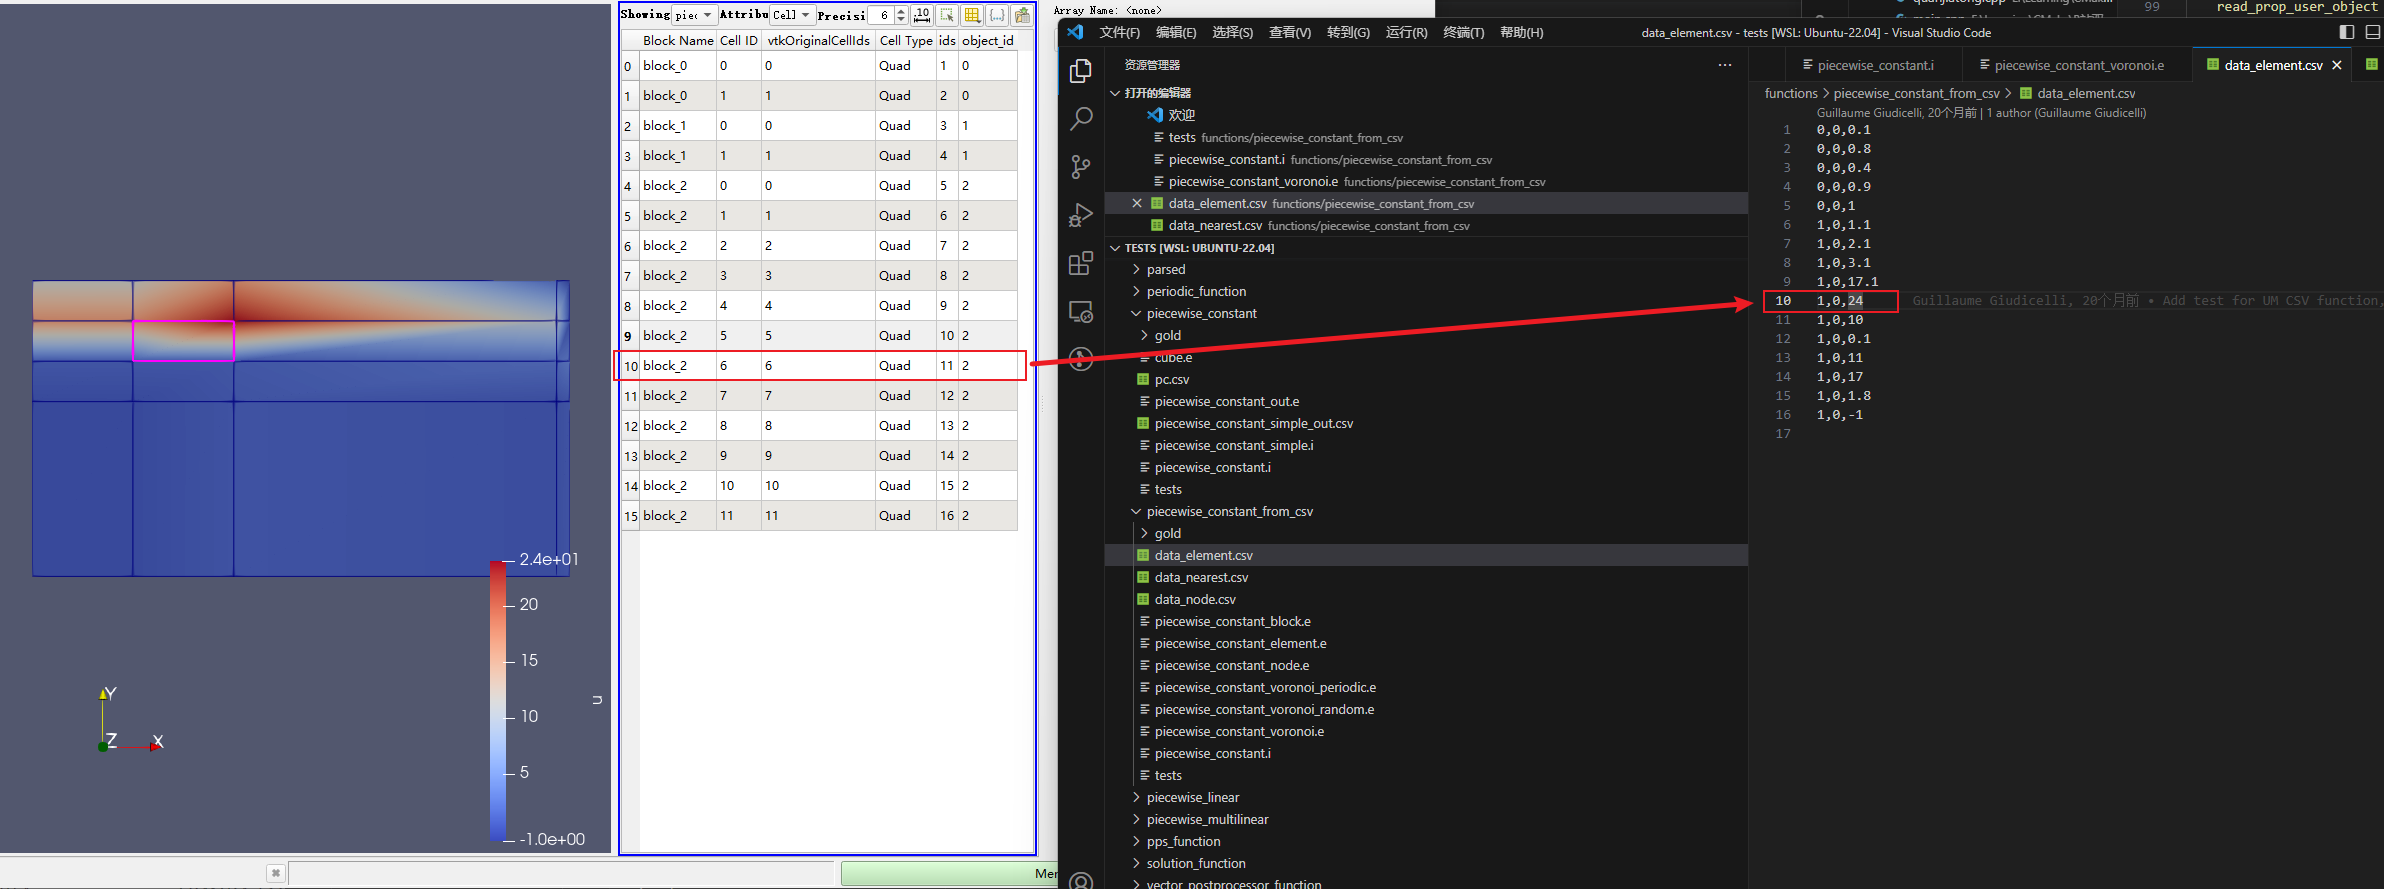 2.4e+01
20
15
10
5
-1.0e+00
u
Y
Z
X
Showing piec Attribu Cell Precisi 6
Block Name Cell ID vtkOriginalCellIds Cell Type ids object_id
0 block_0 0 0 Quad 1 0
1 block_0 1 1 Quad 2 0
2 block_1 0 0 Quad 3 1
3 block_1 1 1 Quad 4 1
4 block_2 0 0 Quad 5 2
5 block_2 1 1 Quad 6 2
6 block_2 2 2 Quad 7 2
7 block_2 3 3 Quad 8 2
8 block_2 4 4 Quad 9 2
9 block_2 5 5 Quad 10 2
10 block_2 6 6 Quad 11 2
11 block_2 7 7 Quad 12 2
12 block_2 8 8 Quad 13 2
13 block_2 9 9 Quad 14 2
14 block_2 10 10 Quad 15 2
15 block_2 11 11 Quad 16 2
Mer
Array Name: <none>
99 read_prop_user_object
文件(F) 编辑(E) 选择(S) 查看(V) 转到(G) 运行(R) 终端(T) 帮助(H)
data_element.csv - tests [WSL: Ubuntu-22.04] - Visual Studio Code
资源管理器
打开的编辑器
欢迎
tests functions/piecewise_constant_from_csv
piecewise_constant.i functions/piecewise_constant_from_csv
piecewise_constant_voronoi.e functions/piecewise_constant_from_csv
data_element.csv functions/piecewise_constant_from_csv
data_nearest.csv functions/piecewise_constant_from_csv
TESTS [WSL: UBUNTU-22.04]
parsed
periodic_function
piecewise_constant
gold
cube.e
pc.csv
piecewise_constant_out.e
piecewise_constant_simple_out.csv
piecewise_constant_simple.i
piecewise_constant.i
tests
piecewise_constant_from_csv
gold
data_element.csv
data_nearest.csv
data_node.csv
piecewise_constant_block.e
piecewise_constant_element.e
piecewise_constant_node.e
piecewise_constant_voronoi_periodic.e
piecewise_constant_voronoi_random.e
piecewise_constant_voronoi.e
piecewise_constant.i
tests
piecewise_linear
piecewise_multilinear
pps_function
solution_function
vector_postprocessor_function
piecewise_constant.i piecewise_constant_voronoi.e data_element.csv
functions > piecewise_constant_from_csv > data_element.csv
Guillaume Giudicelli, 20个月前 | 1 author (Guillaume Giudicelli)
1 0,0,0.1
2 0,0,0.8
3 0,0,0.4
4 0,0,0.9
5 0,0,1
6 1,0,1.1
7 1,0,2.1
8 1,0,3.1
9 1,0,17.1
10 1,0,24 Guillaume Giudicelli, 20个月前 • Add test for UM CSV function,
11 1,0,10
12 1,0,0.1
13 1,0,11
14 1,0,17
15 1,0,1.8
16 1,0,-1
17